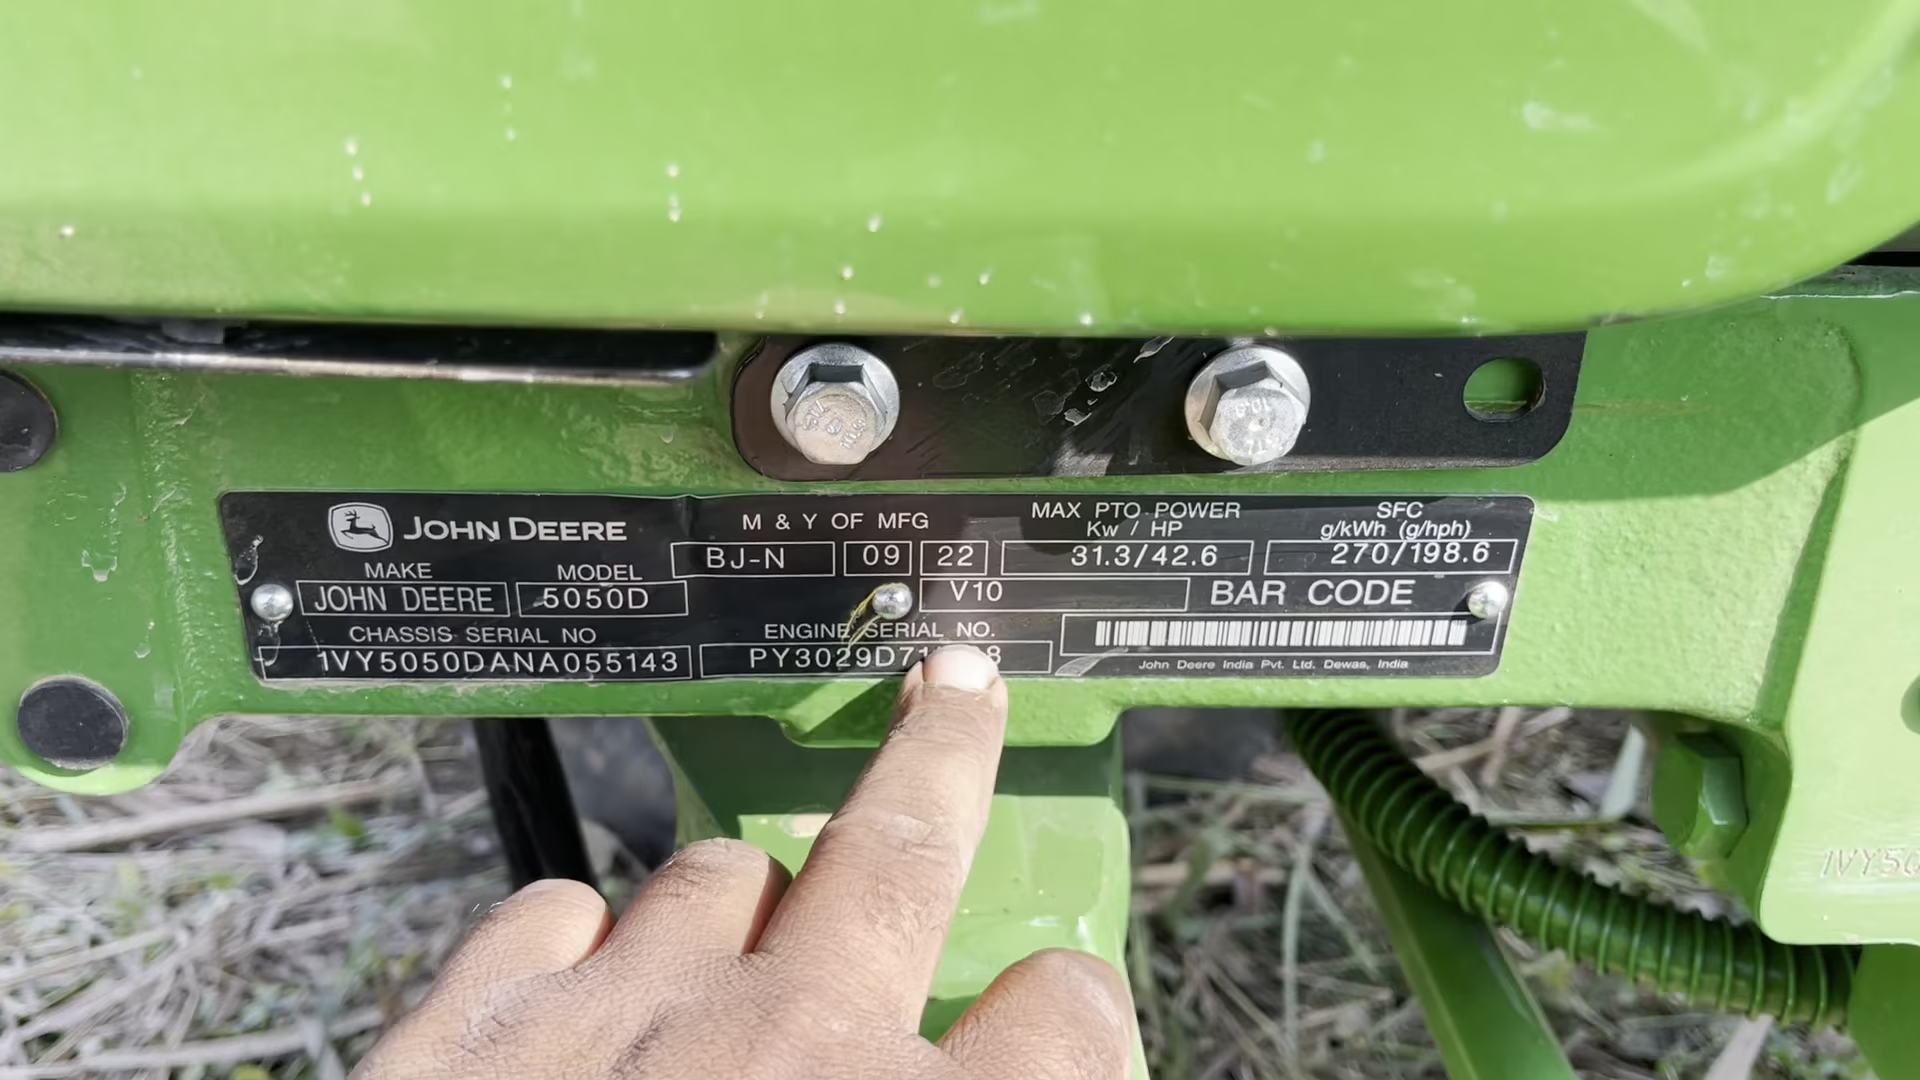 JOHN DEERE
M & Y OF MFG
MAX PTO POWER
Kw / HP
SFC
g/kWh (g/hph)
BJ-N 09 22
31.3/42.6
270/198.6
MAKE
MODEL
JOHN DEERE
5050D
V10
BAR CODE
CHASSIS SERIAL NO
ENGINE SERIAL NO.
1VY5050DANA055143
John Deere India Pvt. Ltd. Dewas, India